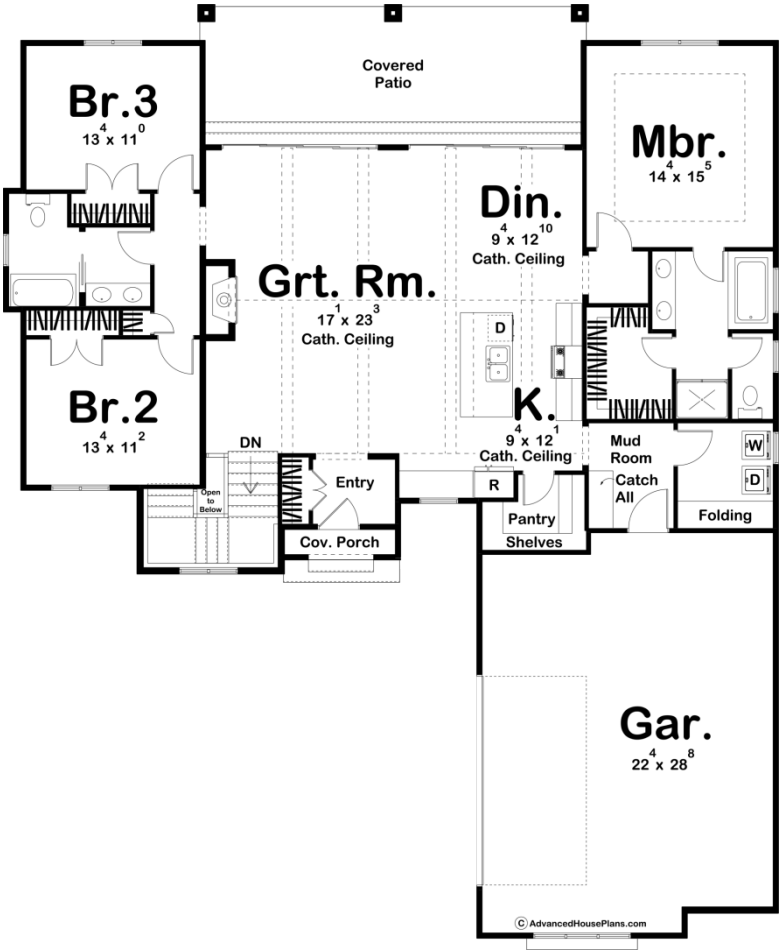 Covered
Patio
Br.3
13⁴ x 11⁰
Mbr.
14⁴ x 15⁵
Din.
9⁴ x 12¹⁰
Cath. Ceiling
Grt. Rm.
17¹ x 23³
Cath. Ceiling
D
Br.2
13⁴ x 11²
K.
9⁴ x 12¹
Cath. Ceiling
DN
Open
to
Below
Entry
R
Mud
Room
Catch
All
W
D
Pantry
Shelves
Folding
Cov. Porch
Gar.
22⁴ x 28⁸
© AdvancedHousePlans.com